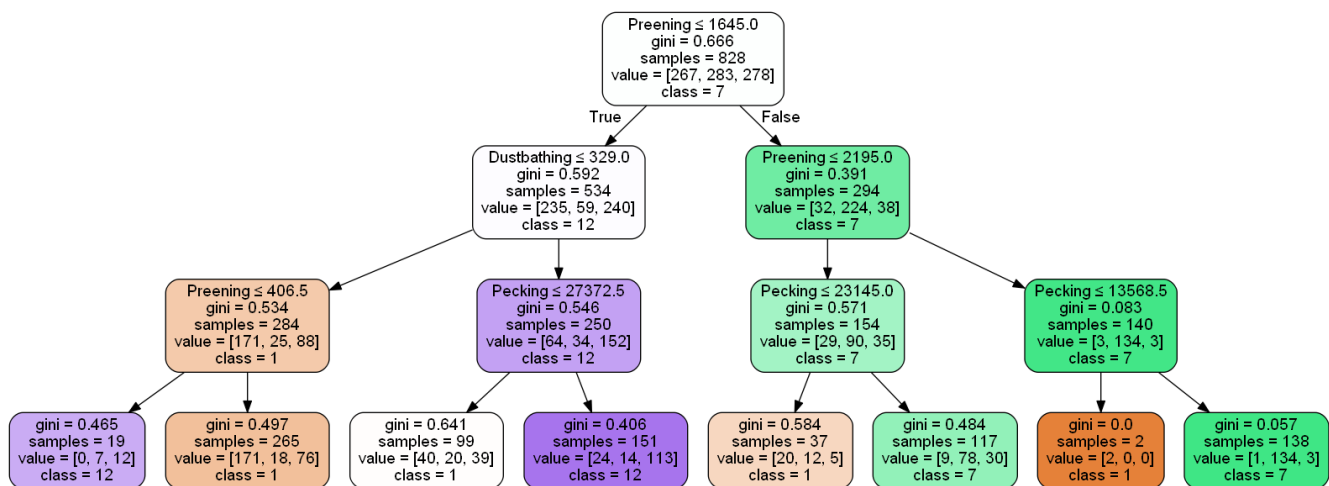 Preening ≤ 1645.0
gini = 0.666
samples = 828
value = [267, 283, 278]
class = 7
True
False
Dustbathing ≤ 329.0
gini = 0.592
samples = 534
value = [235, 59, 240]
class = 12
Preening ≤ 2195.0
gini = 0.391
samples = 294
value = [32, 224, 38]
class = 7
Preening ≤ 406.5
gini = 0.534
samples = 284
value = [171, 25, 88]
class = 1
Pecking ≤ 27372.5
gini = 0.546
samples = 250
value = [64, 34, 152]
class = 12
Pecking ≤ 23145.0
gini = 0.571
samples = 154
value = [29, 90, 35]
class = 7
Pecking ≤ 13568.5
gini = 0.083
samples = 140
value = [3, 134, 3]
class = 7
gini = 0.465
samples = 19
value = [0, 7, 12]
class = 12
gini = 0.497
samples = 265
value = [171, 18, 76]
class = 1
gini = 0.641
samples = 99
value = [40, 20, 39]
class = 1
gini = 0.406
samples = 151
value = [24, 14, 113]
class = 12
gini = 0.584
samples = 37
value = [20, 12, 5]
class = 1
gini = 0.484
samples = 117
value = [9, 78, 30]
class = 7
gini = 0.0
samples = 2
value = [2, 0, 0]
class = 1
gini = 0.057
samples = 138
value = [1, 134, 3]
class = 7